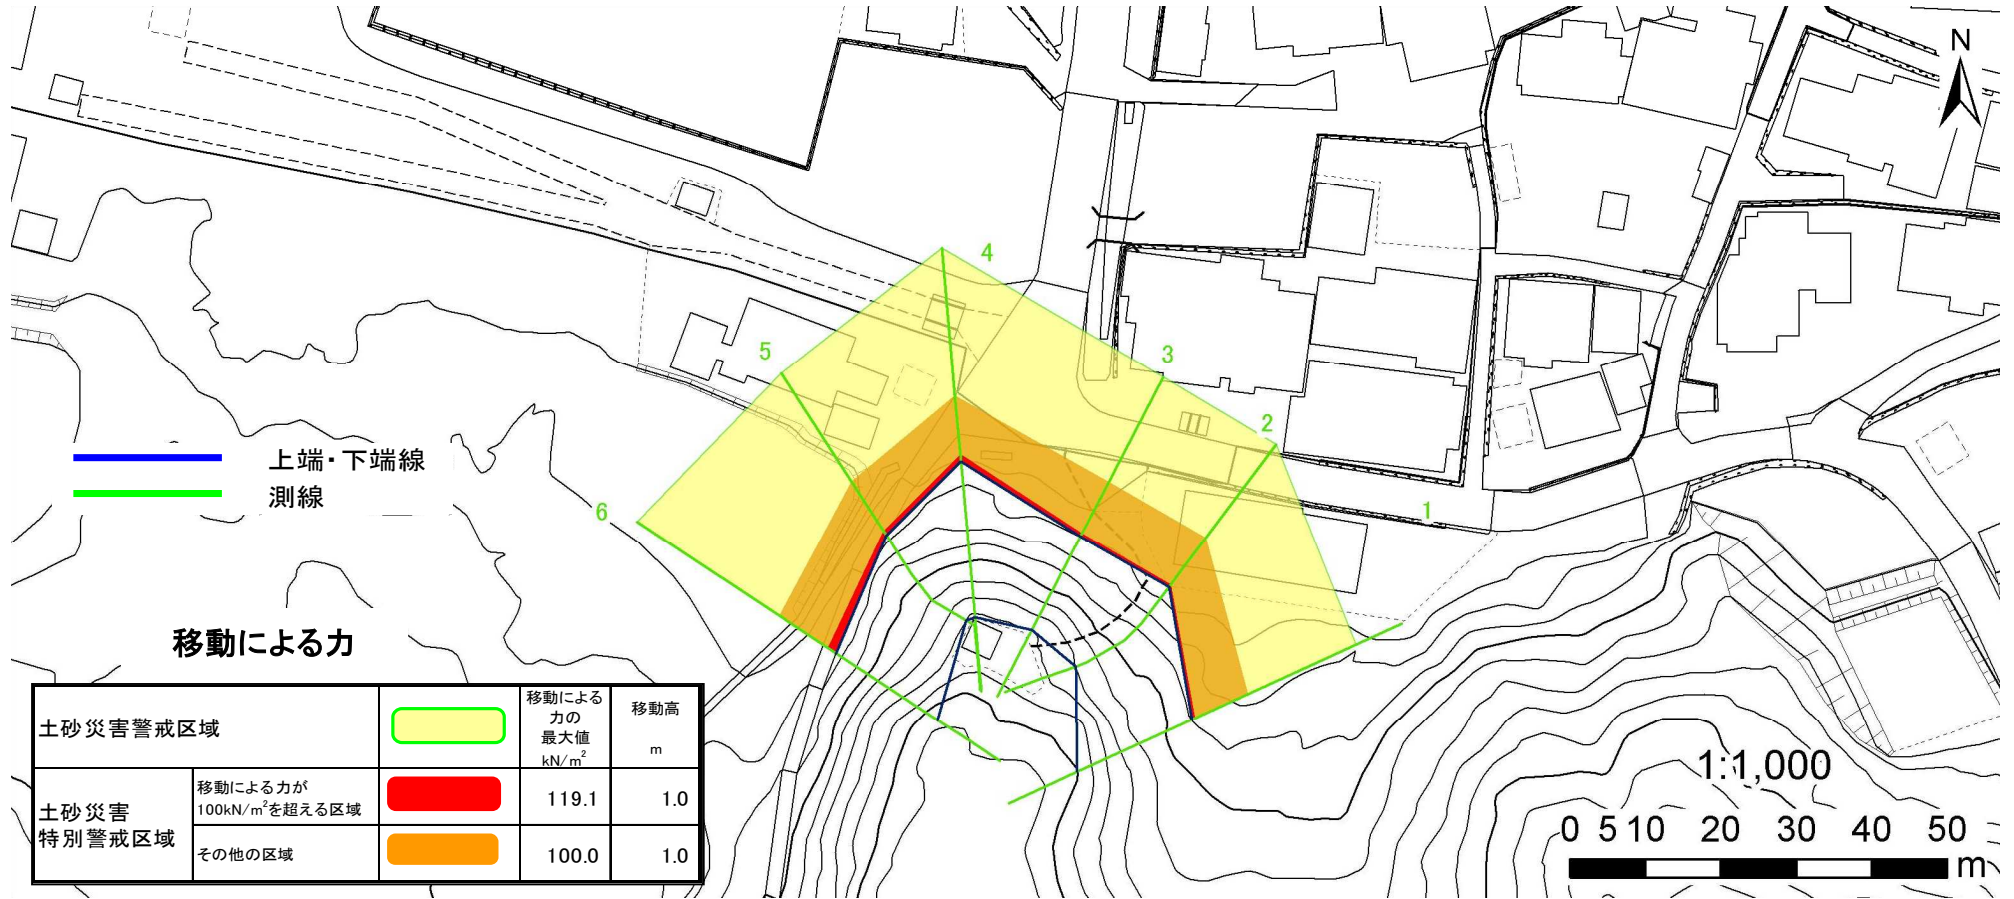 N
4
5
3
2
1
6
上端・下端線
測線
移動による力
土砂災害警戒区域
移動による
力の
最大値
kN/m²
移動高
m
土砂災害
特別警戒区域
移動による力が
100kN/m²を超える区域
119.1
1.0
その他の区域
100.0
1.0
1:1,000
0 5 10 20 30 40 50
m